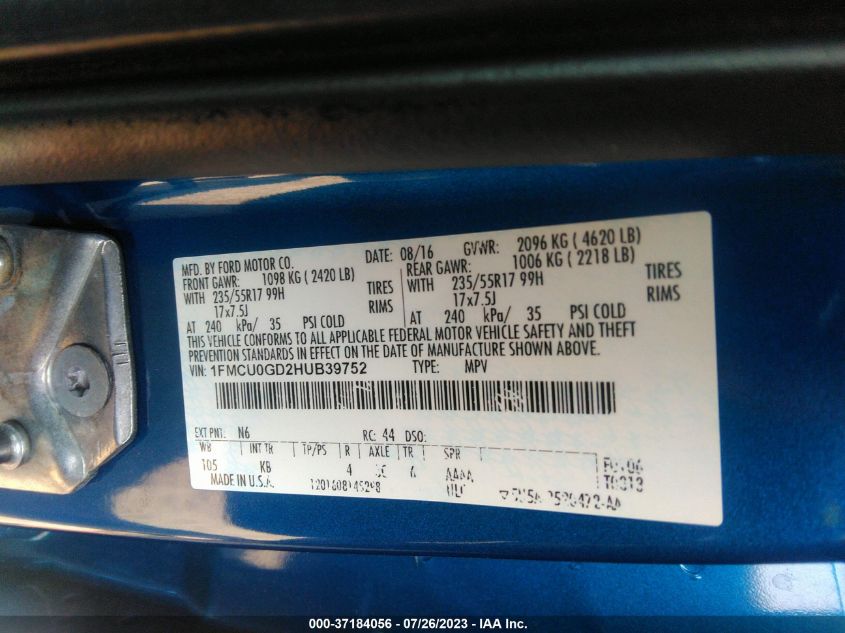 MFD. BY FORD MOTOR CO. DATE: 08/16 GVWR: 2096 KG ( 4620 LB)
FRONT GAWR: 1098 KG ( 2420 LB) REAR GAWR: 1006 KG ( 2218 LB)
WITH 235/55R17 99H TIRES WITH 235/55R17 99H TIRES
17x7.5J RIMS 17x7.5J RIMS
AT 240 kPa/ 35 PSI COLD AT 240 kPa/ 35 PSI COLD
THIS VEHICLE CONFORMS TO ALL APPLICABLE FEDERAL MOTOR VEHICLE SAFETY AND THEFT
PREVENTION STANDARDS IN EFFECT ON THE DATE OF MANUFACTURE SHOWN ABOVE.
VIN: 1FMCU0GD2HUB39752 TYPE: MPV
EXT PNT: N6 RC: 44 DSO:
WB INT TR TP/PS R AXLE TR SPR
105 KB 4 AAAA
MADE IN U.S.A.
000-37184056 - 07/26/2023 - IAA Inc.